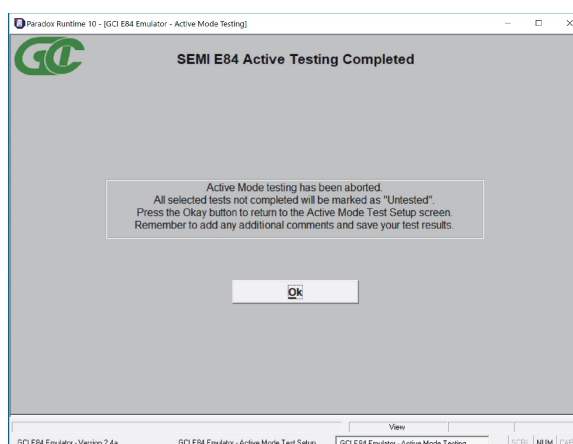 Paradox Runtime 10 - [GCI E84 Emulator - Active Mode Testing]
GCI
SEMI E84 Active Testing Completed
Active Mode testing has been aborted.
All selected tests not completed will be marked as "Untested".
Press the Okay button to return to the Active Mode Test Setup screen.
Remember to add any additional comments and save your test results.
Ok
View
GCI E84 Emulator - Version 2.4a
GCI E84 Emulator - Active Mode Test Setup
GCI E84 Emulator - Active Mode Testing
SCRL NUM CAP